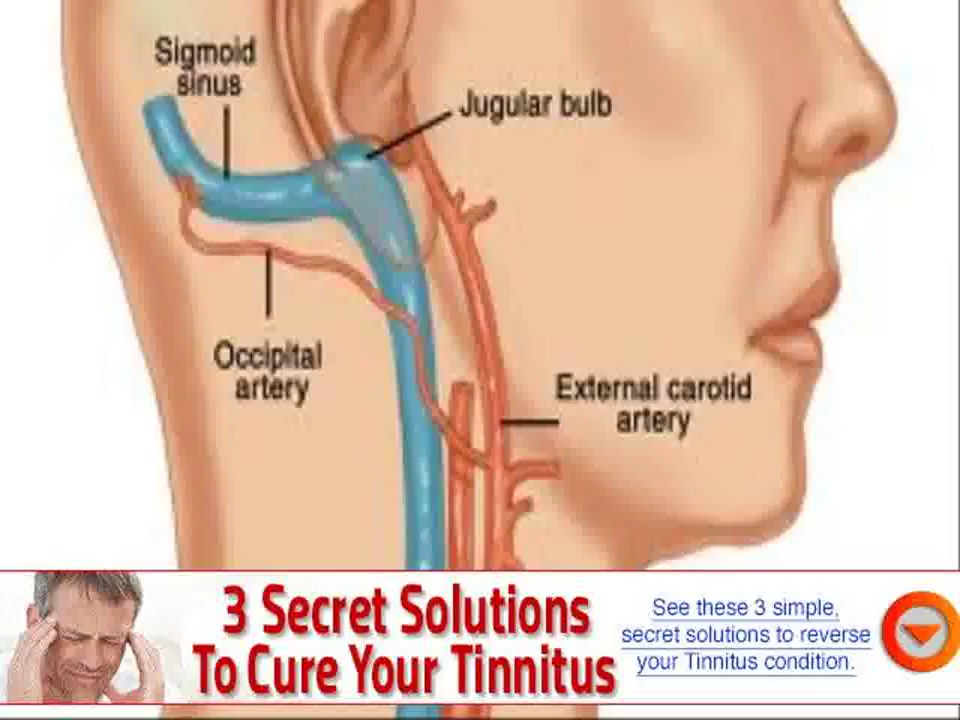 Sigmoid
sinus
Jugular bulb
Occipital
artery
External carotid
artery
3 Secret Solutions
To Cure Your Tinnitus
See these 3 simple,
secret solutions to reverse
your Tinnitus condition.